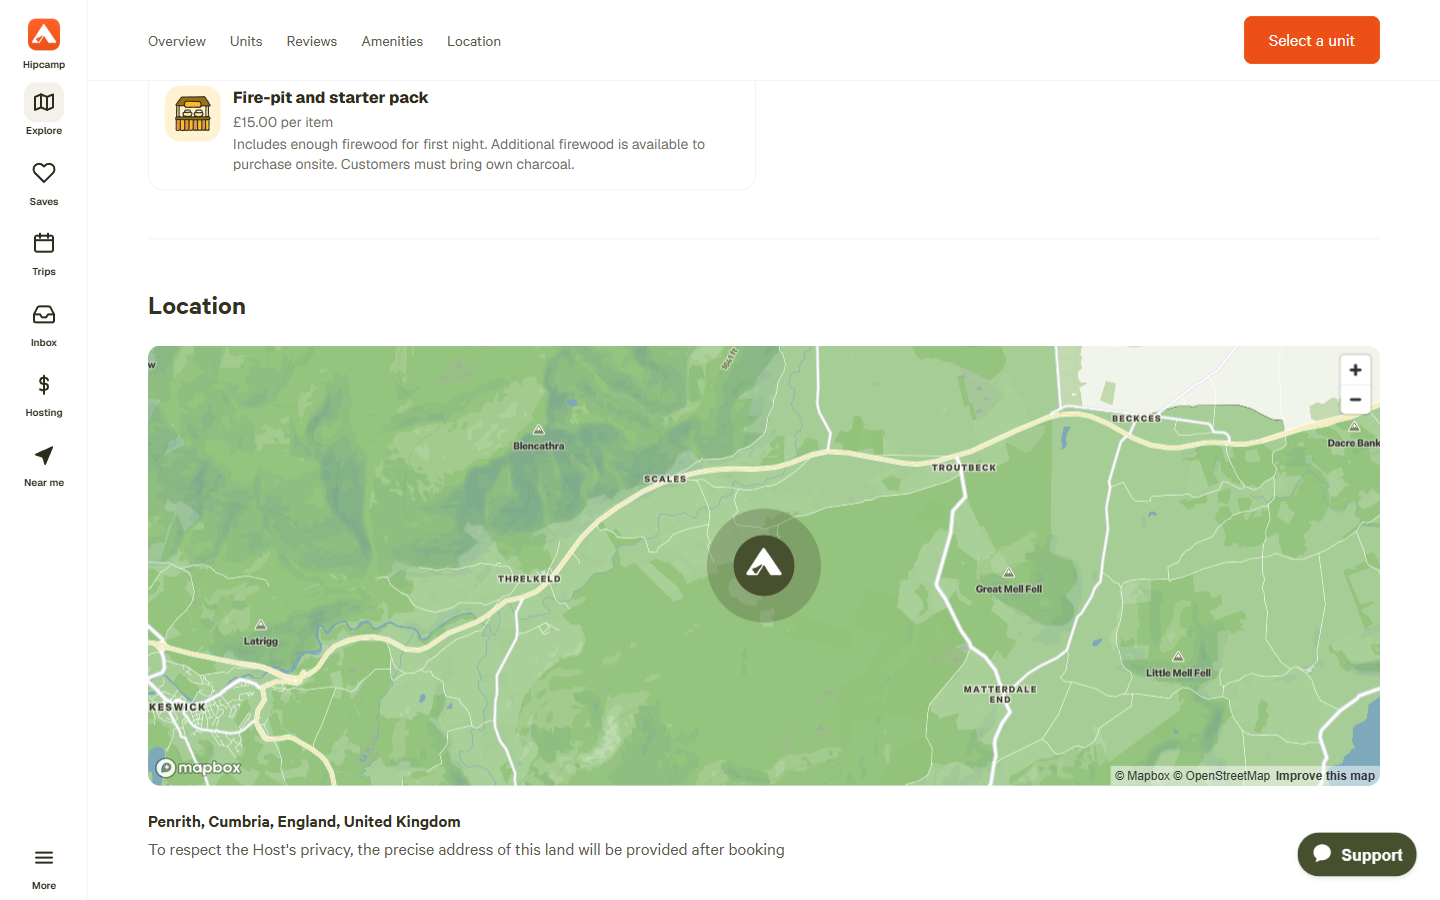 Hipcamp
Explore
Saves
Trips
Inbox
Hosting
Near me
More
Overview
Units
Reviews
Amenities
Location
Select a unit
Fire-pit and starter pack
£15.00 per item
Includes enough firewood for first night. Additional firewood is available to
purchase onsite. Customers must bring own charcoal.
Location
w
1641 ft
Blencathra
SCALES
TROUTBECK
BECKCES
Dacre Bank
THRELKELD
Great Mell Fell
Latrigg
Little Mell Fell
MATTERDALE
END
KESWICK
mapbox
© Mapbox © OpenStreetMap Improve this map
Penrith, Cumbria, England, United Kingdom
To respect the Host's privacy, the precise address of this land will be provided after booking
Support